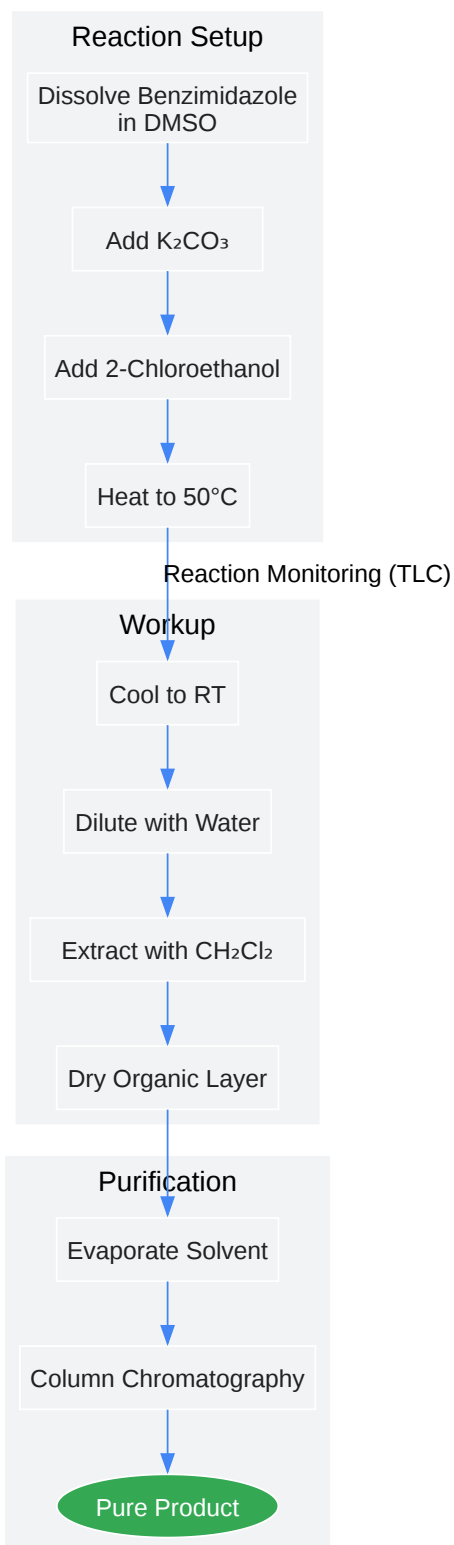 Reaction Setup
Dissolve Benzimidazole
in DMSO
Add K₂CO₃
Add 2-Chloroethanol
Heat to 50°C
Reaction Monitoring (TLC)
Workup
Cool to RT
Dilute with Water
Extract with CH₂Cl₂
Dry Organic Layer
Purification
Evaporate Solvent
Column Chromatography
Pure Product